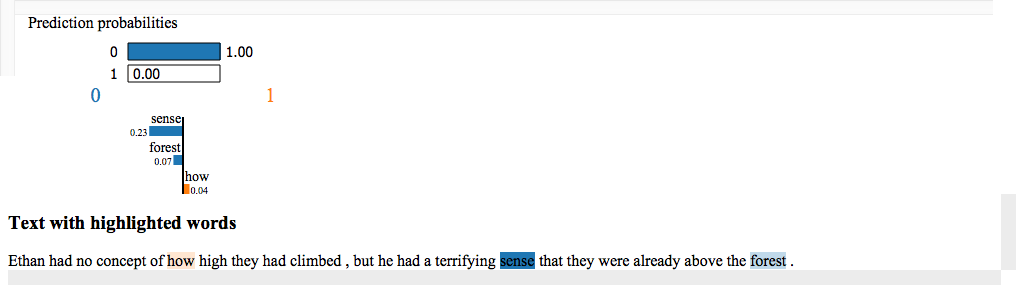 Prediction probabilities
0 1.00
1 0.00
0 1
sense
0.23
forest
0.07
how
0.04
Text with highlighted words
Ethan had no concept of how high they had climbed , but he had a terrifying sense that they were already above the forest .